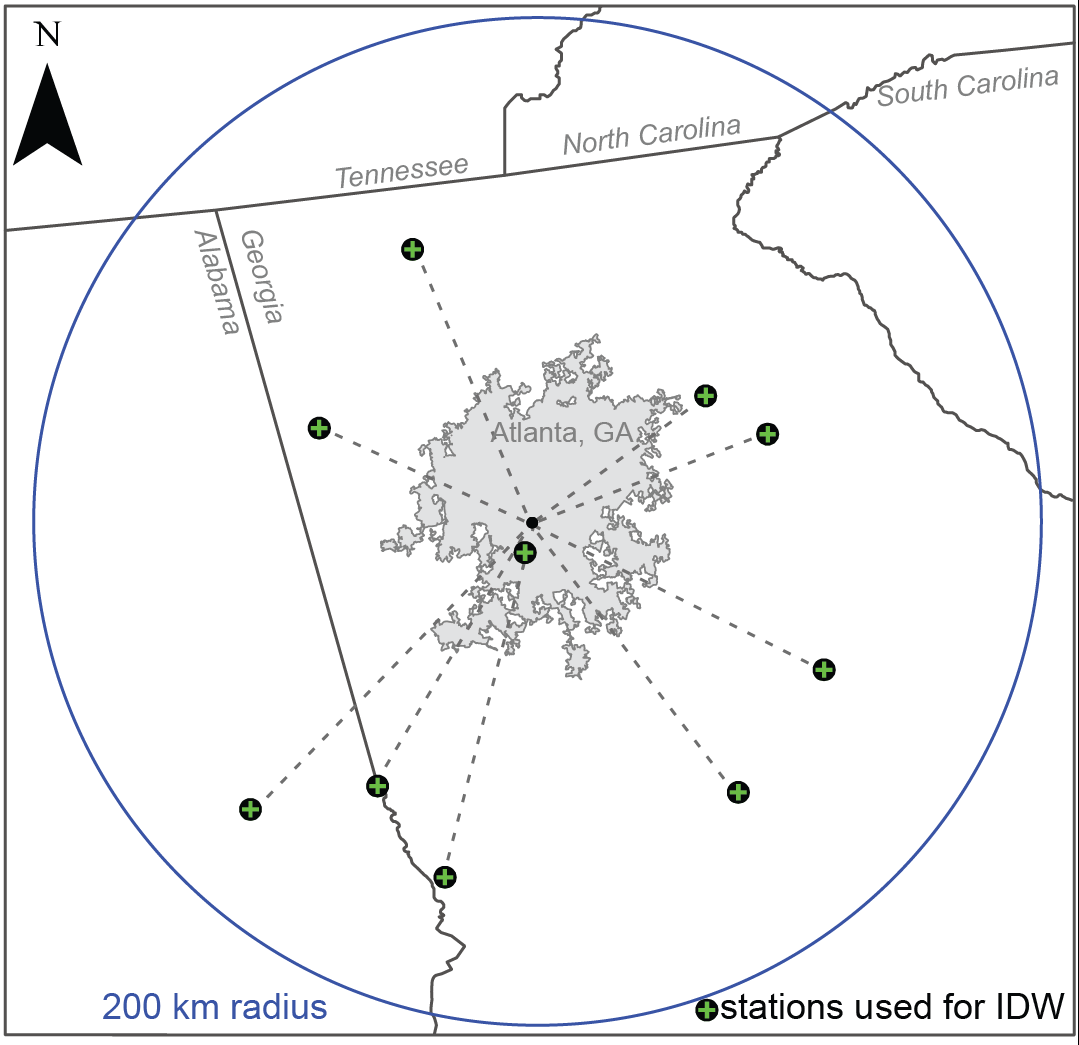 N
South Carolina
North Carolina
Tennessee
Georgia
Alabama
Atlanta, GA
200 km radius
stations used for IDW